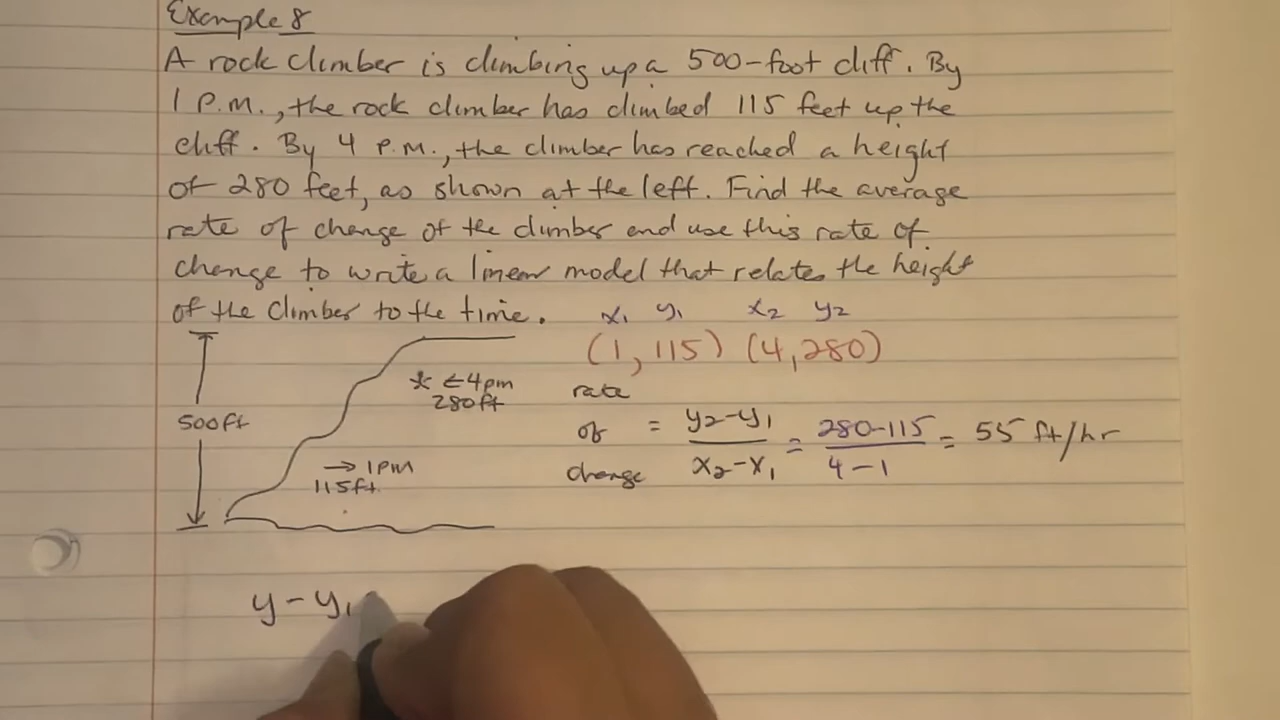 Example 8
A rock climber is climbing up a 500-foot cliff. By
1 P.M., the rock climber has climbed 115 feet up the
cliff. By 4 P.M., the climber has reached a height
of 280 feet, as shown at the left. Find the average
rate of change of the climber and use this rate of
change to write a linear model that relates the height
of the climber to the time.
x₁ y₁ x₂ y₂
(1, 115) (4, 280)
* ← 4pm
280ft
500ft
→ 1PM
115ft.
rate
of
change
= y₂-y₁ / x₂-x₁ = 280-115 / 4-1 = 55 ft/hr
y - y₁